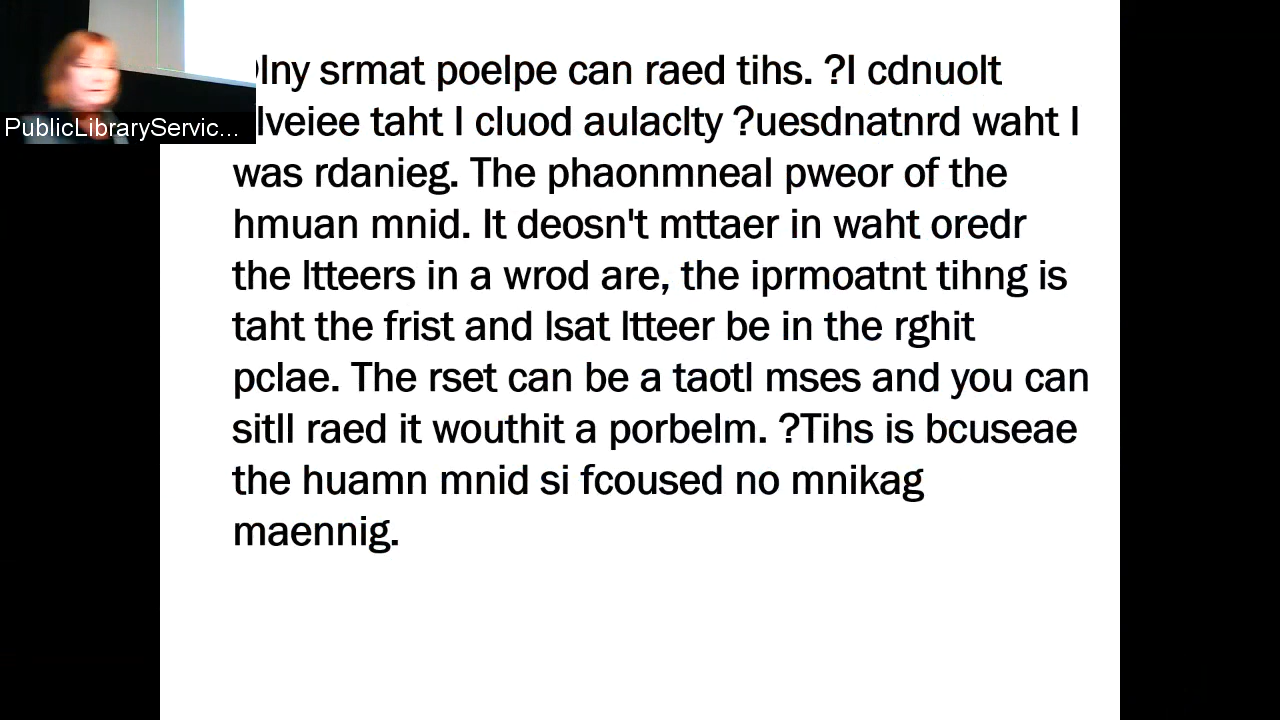 PublicLibraryServic...
lny srmat poelpe can raed tihs. ?I cdnuolt
lveiee taht I cluod aulaclty ?uesdnatnrd waht I
was rdanieg. The phaonmneal pweor of the
hmuan mnid. It deosn't mttaer in waht oredr
the ltteers in a wrod are, the iprmoatnt tihng is
taht the frist and lsat ltteer be in the rghit
pclae. The rset can be a taotl mses and you can
sitll raed it wouthit a porbelm. ?Tihs is bcuseae
the huamn mnid si fcoused no mnikag
maennig.